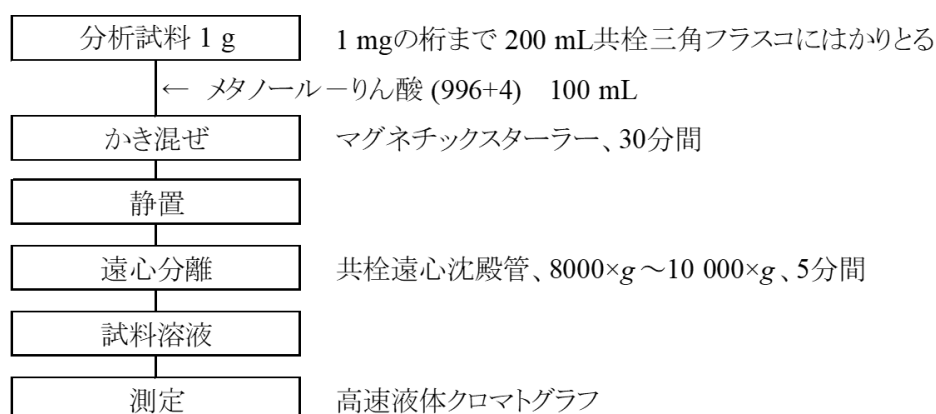 分析試料 1 g 1 mgの桁まで 200 mL共栓三角フラスコにはかりとる
← メタノール－りん酸 (996+4) 100 mL
かき混ぜ マグネチックスターラー、30分間
静置
遠心分離 共栓遠心沈殿管、8000×g～10 000×g、5分間
試料溶液
測定 高速液体クロマトグラフ